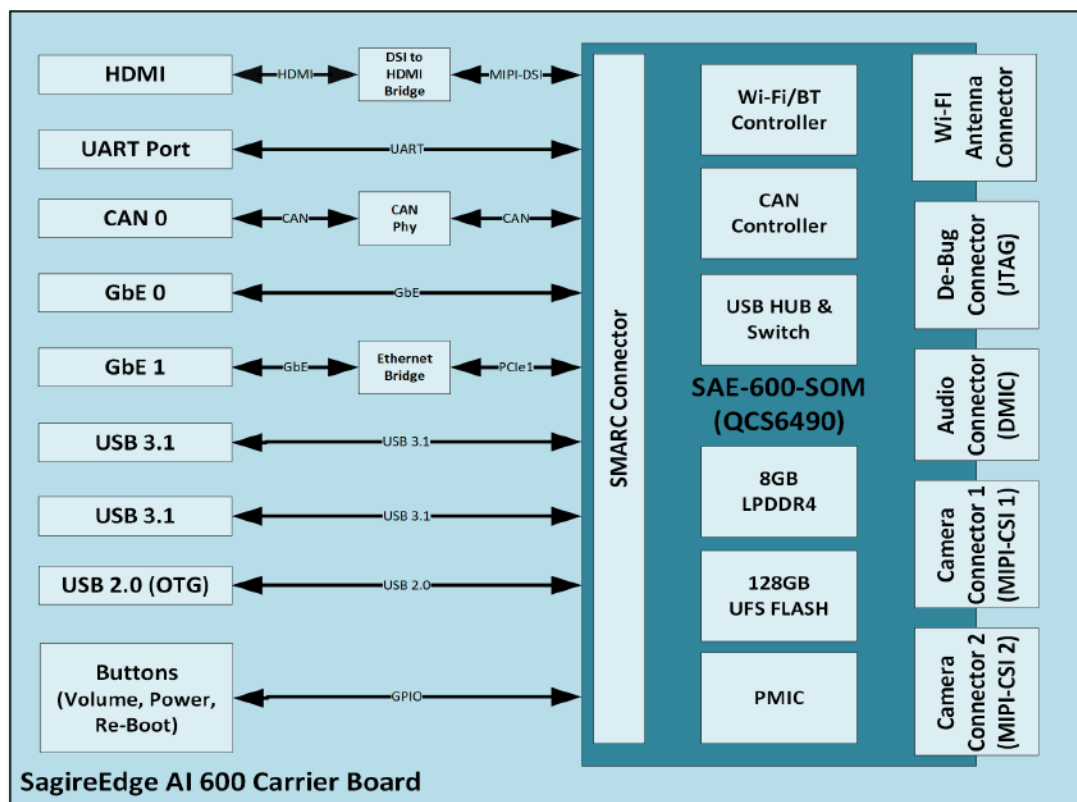 HDMI
HDMI
DSI to
HDMI
Bridge
MIPI-DSI
UART Port
UART
CAN 0
CAN
CAN
Phy
CAN
GbE 0
GbE
GbE 1
GbE
Ethernet
Bridge
PCIe1
USB 3.1
USB 3.1
USB 3.1
USB 3.1
USB 2.0 (OTG)
USB 2.0
Buttons
(Volume, Power,
Re-Boot)
GPIO
SMARC Connector
Wi-Fi/BT
Controller
CAN
Controller
USB HUB &
Switch
SAE-600-SOM
(QCS6490)
8GB
LPDDR4
128GB
UFS FLASH
PMIC
Wi-FI
Antenna
Connector
De-Bug
Connector
(JTAG)
Audio
Connector
(DMIC)
Camera
Connector 1
(MIPI-CSI 1)
Camera
Connector 2
(MIPI-CSI 2)
SagireEdge AI 600 Carrier Board